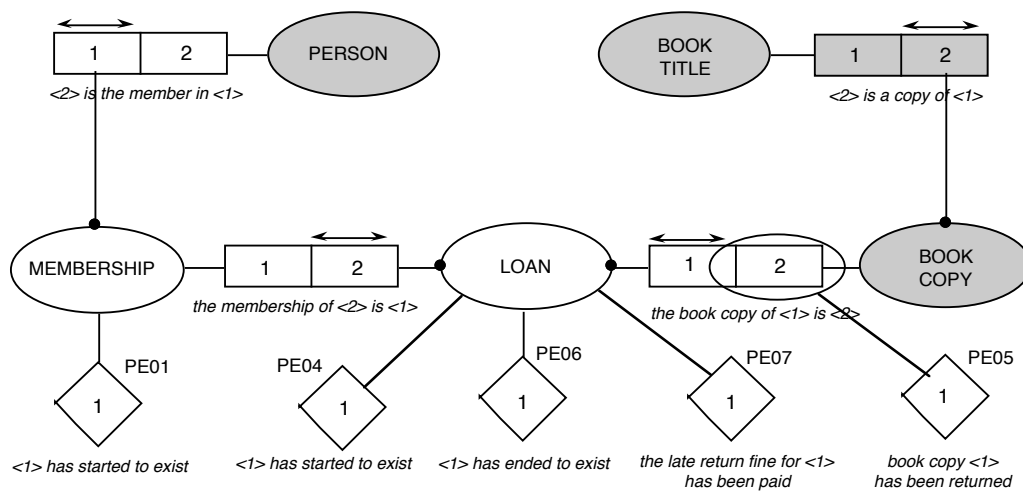 1 2
PERSON
BOOK
TITLE
1 2
<2> is the member in <1>
<2> is a copy of <1>
MEMBERSHIP
1 2
LOAN
1 2
BOOK
COPY
the membership of <2> is <1>
the book copy of <1> is <2>
PE01
PE04
PE06
PE07
PE05
1
1
1
1
1
<1> has started to exist
<1> has started to exist
<1> has ended to exist
the late return fine for <1>
has been paid
book copy <1>
has been returned